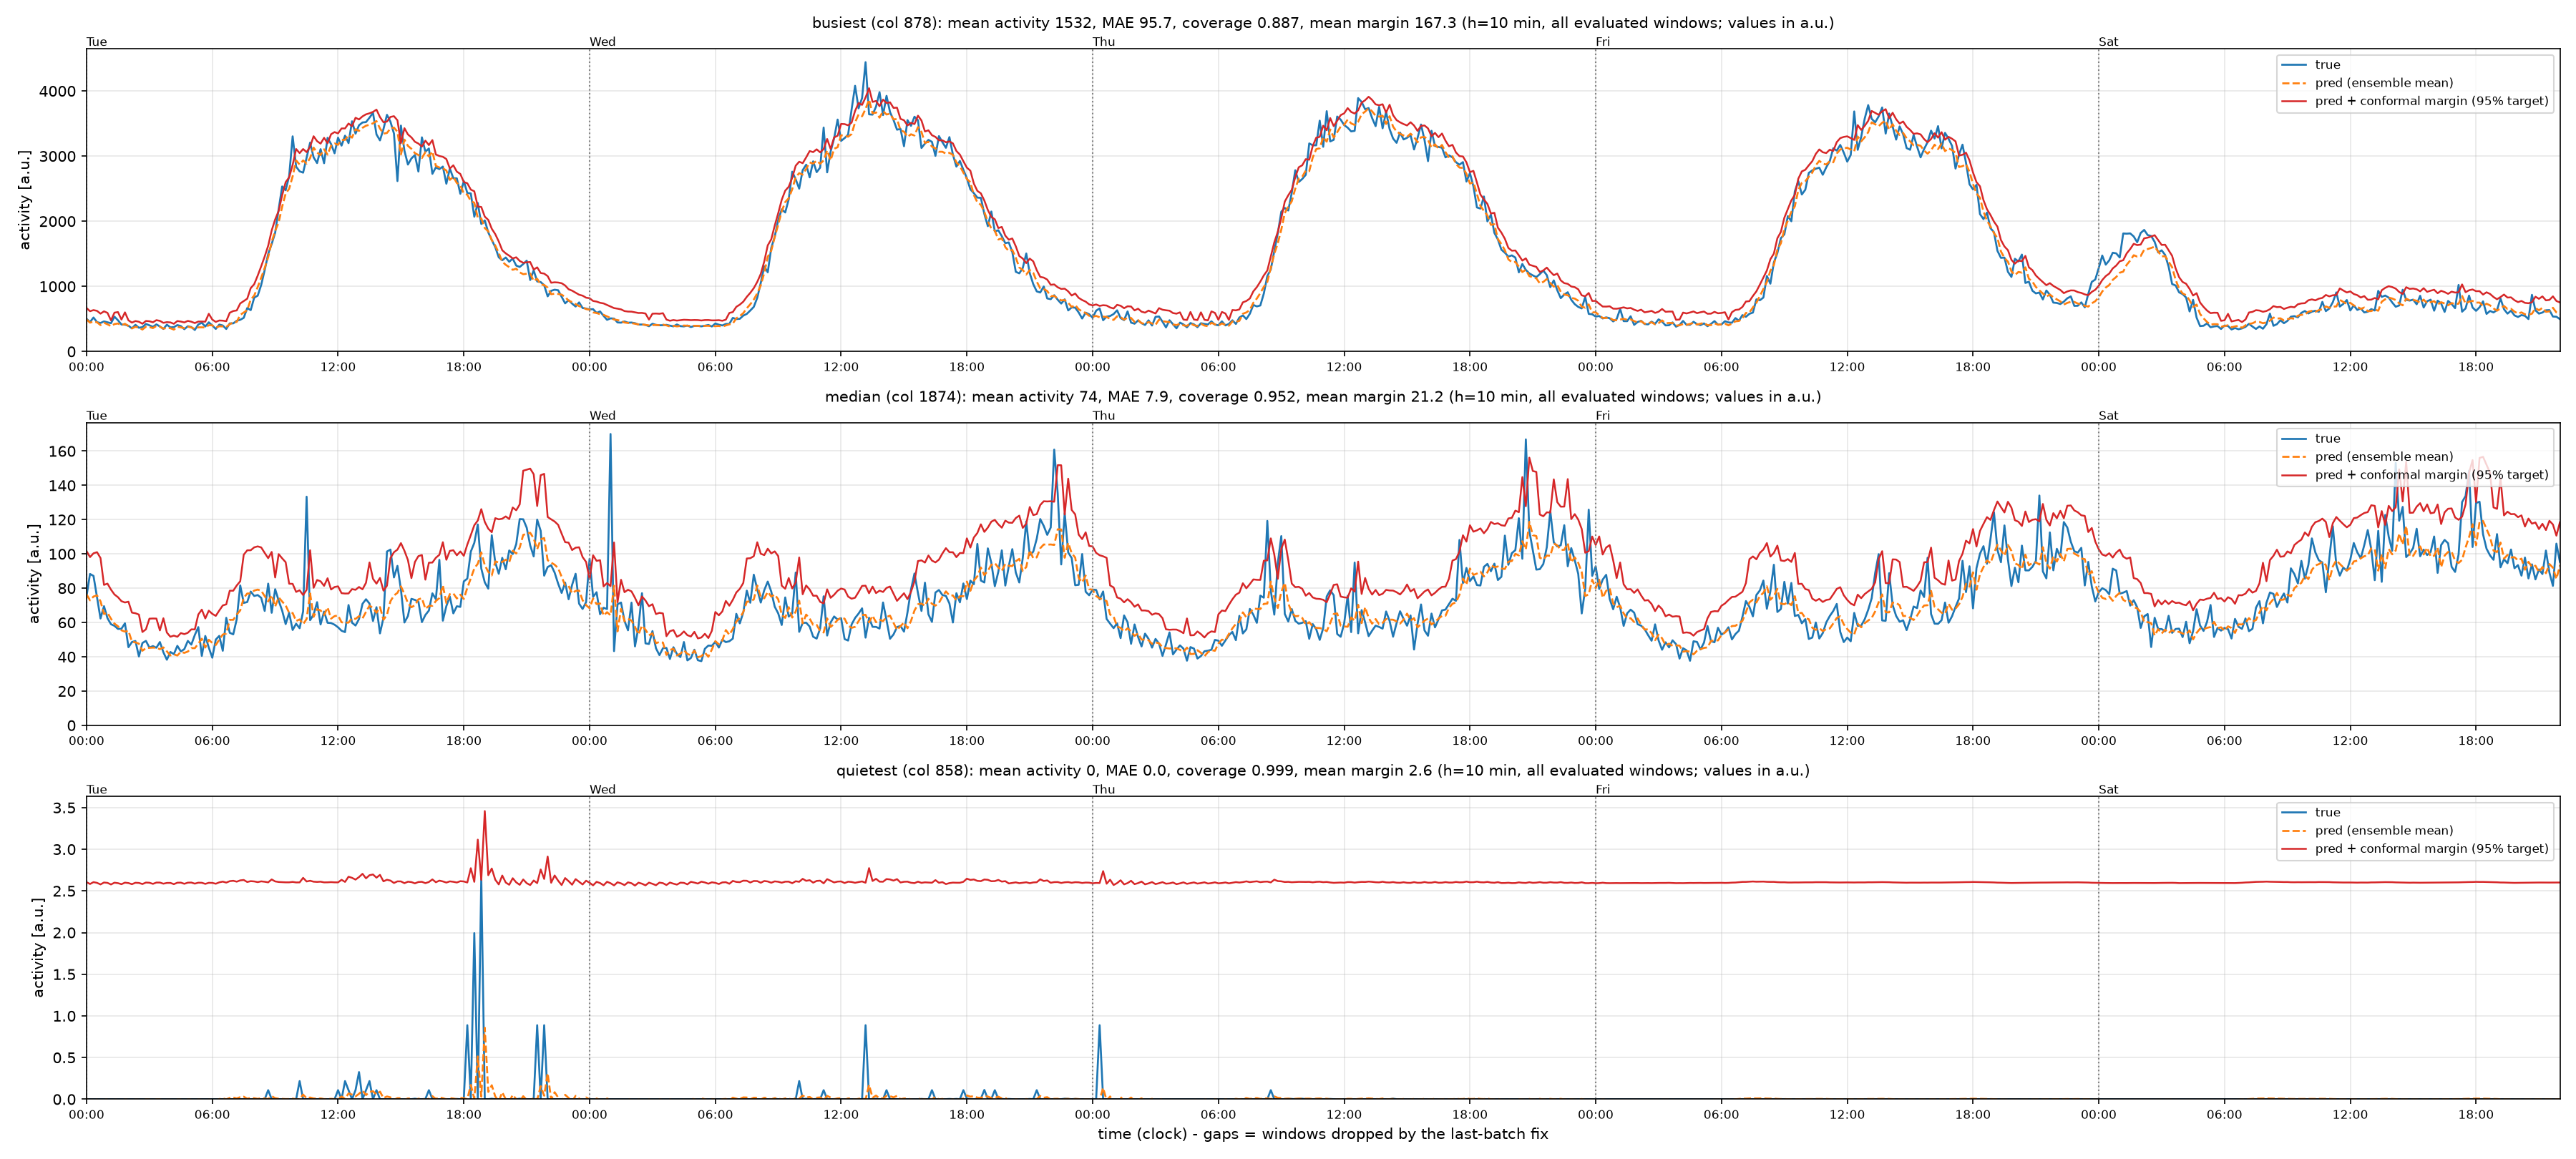 busiest (col 878): mean activity 1532, MAE 95.7, coverage 0.887, mean margin 167.3 (h=10 min, all evaluated windows; values in a.u.)
Tue Wed Thu Fri Sat
true
pred (ensemble mean)
pred + conformal margin (95% target)
activity [a.u.]
4000
3000
2000
1000
0
00:00 06:00 12:00 18:00 00:00 06:00 12:00 18:00 00:00 06:00 12:00 18:00 00:00 06:00 12:00 18:00 00:00 06:00 12:00 18:00
median (col 1874): mean activity 74, MAE 7.9, coverage 0.952, mean margin 21.2 (h=10 min, all evaluated windows; values in a.u.)
Tue Wed Thu Fri Sat
true
pred (ensemble mean)
pred + conformal margin (95% target)
activity [a.u.]
160
140
120
100
80
60
40
20
0
00:00 06:00 12:00 18:00 00:00 06:00 12:00 18:00 00:00 06:00 12:00 18:00 00:00 06:00 12:00 18:00 00:00 06:00 12:00 18:00
quietest (col 858): mean activity 0, MAE 0.0, coverage 0.999, mean margin 2.6 (h=10 min, all evaluated windows; values in a.u.)
Tue Wed Thu Fri Sat
true
pred (ensemble mean)
pred + conformal margin (95% target)
activity [a.u.]
3.5
3.0
2.5
2.0
1.5
1.0
0.5
0.0
00:00 06:00 12:00 18:00 00:00 06:00 12:00 18:00 00:00 06:00 12:00 18:00 00:00 06:00 12:00 18:00 00:00 06:00 12:00 18:00
time (clock) - gaps = windows dropped by the last-batch fix